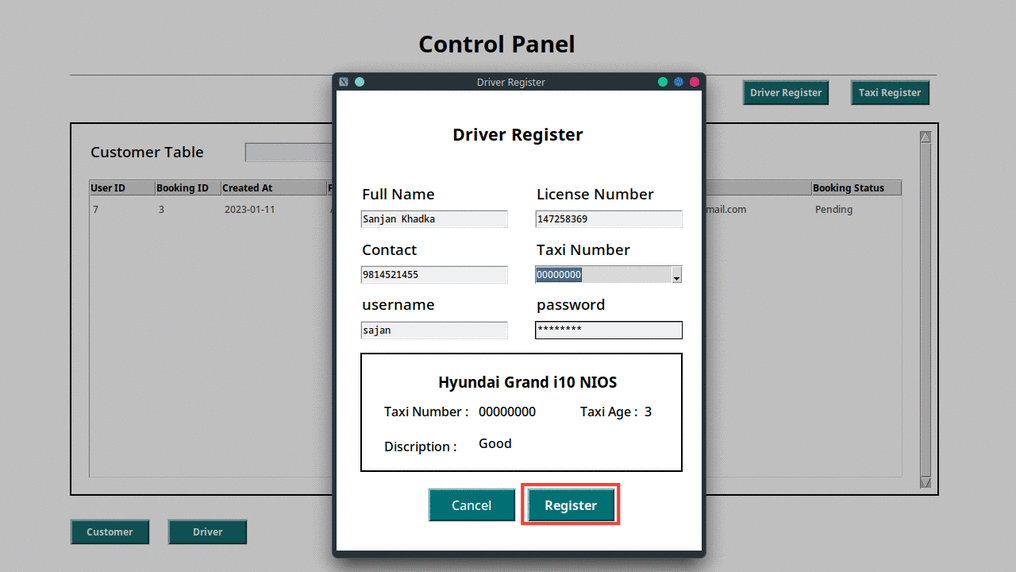 Control Panel
Driver Register
Driver Register
Taxi Register
Customer Table
User ID
Booking ID
Created At
Booking Status
7
3
2023-01-11
mail.com
Pending
Driver Register
Full Name
License Number
Sanjan Khadka
147258369
Contact
Taxi Number
9814521455
00000000
username
password
sajan
********
Hyundai Grand i10 NIOS
Taxi Number : 00000000
Taxi Age : 3
Discription : Good
Cancel
Register
Customer
Driver